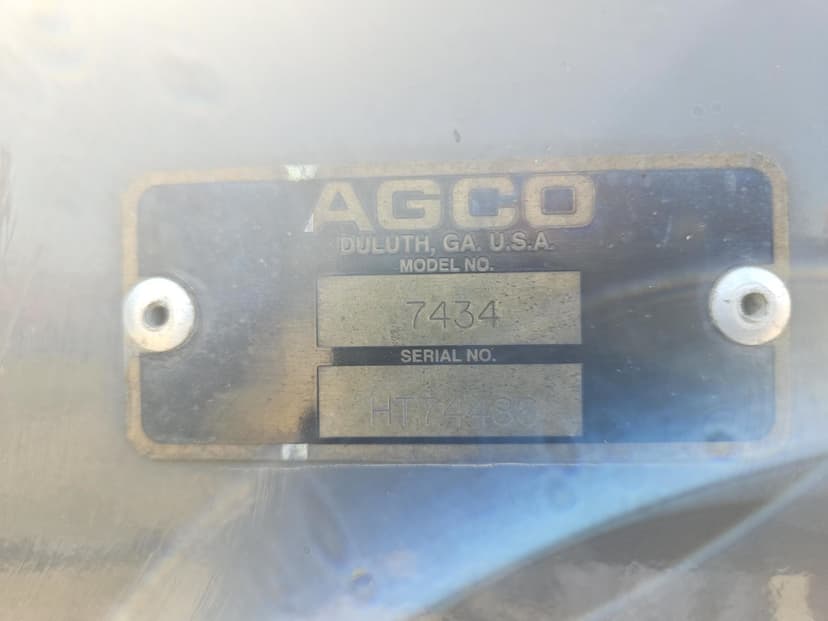 AGCO
DULUTH, GA. U.S.A.
MODEL NO.
7434
SERIAL NO.